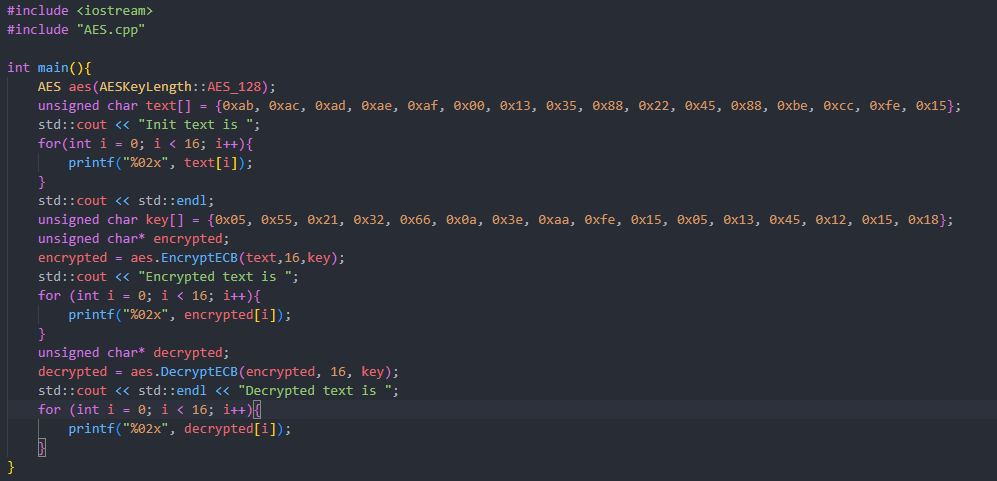 #include <iostream>
#include "AES.cpp"

int main(){
    AES aes(AESKeyLength::AES_128);
    unsigned char text[] = {0xab, 0xac, 0xad, 0xae, 0xaf, 0x00, 0x13, 0x35, 0x88, 0x22, 0x45, 0x88, 0xbe, 0xcc, 0xfe, 0x15};
    std::cout << "Init text is ";
    for(int i = 0; i < 16; i++){
        printf("%02x", text[i]);
    }
    std::cout << std::endl;
    unsigned char key[] = {0x05, 0x55, 0x21, 0x32, 0x66, 0x0a, 0x3e, 0xaa, 0xfe, 0x15, 0x05, 0x13, 0x45, 0x12, 0x15, 0x18};
    unsigned char* encrypted;
    encrypted = aes.EncryptECB(text,16,key);
    std::cout << "Encrypted text is ";
    for (int i = 0; i < 16; i++){
        printf("%02x", encrypted[i]);
    }
    unsigned char* decrypted;
    decrypted = aes.DecryptECB(encrypted, 16, key);
    std::cout << std::endl << "Decrypted text is ";
    for (int i = 0; i < 16; i++){
        printf("%02x", decrypted[i]);
    }
}